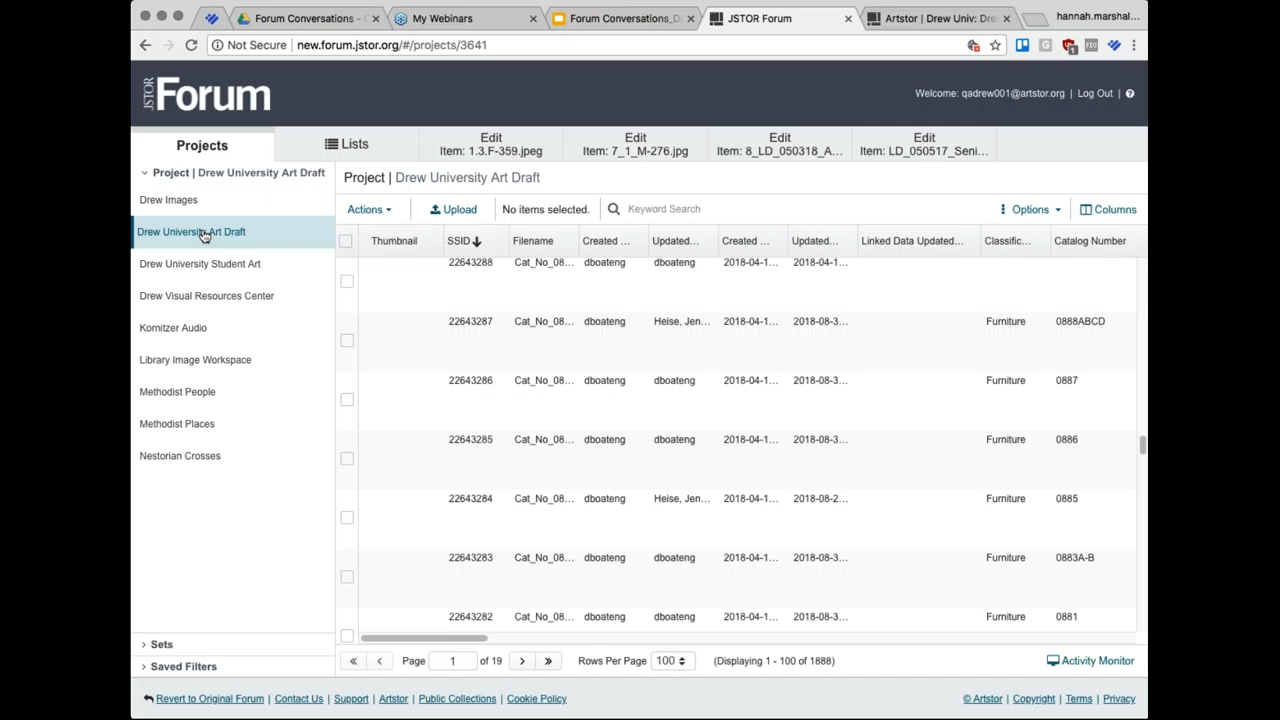 Forum Conversations - 
My Webinars
Forum Conversations_D
JSTOR Forum
Artstor | Drew Univ: Dre
hannah.marshal...
Not Secure | new.forum.jstor.org/#/projects/3641
JSTOR Forum
Welcome: qadrew001@artstor.org | Log Out |
Projects
Lists
Edit
Item: 1.3.F-359.jpeg
Edit
Item: 7_1_M-276.jpg
Edit
Item: 8_LD_050318_A...
Edit
Item: LD_050517_Seni...
Project | Drew University Art Draft
Drew Images
Drew University Art Draft
Drew University Student Art
Drew Visual Resources Center
Kornitzer Audio
Library Image Workspace
Methodist People
Methodist Places
Nestorian Crosses
Sets
Saved Filters
Project | Drew University Art Draft
Actions Upload No items selected. Keyword Search Options Columns
Thumbnail SSID Filename Created ... Updated... Created ... Updated... Linked Data Updated... Classific... Catalog Number
22643288 Cat_No_08... dboateng dboateng 2018-04-1... 2018-04-1...
22643287 Cat_No_08... dboateng Heise, Jen... 2018-04-1... 2018-08-3... Furniture 0888ABCD
22643286 Cat_No_08... dboateng dboateng 2018-04-1... 2018-08-3... Furniture 0887
22643285 Cat_No_08... dboateng dboateng 2018-04-1... 2018-08-3... Furniture 0886
22643284 Cat_No_08... dboateng Heise, Jen... 2018-04-1... 2018-08-2... Furniture 0885
22643283 Cat_No_08... dboateng dboateng 2018-04-1... 2018-08-3... Furniture 0883A-B
22643282 Cat_No_08... dboateng dboateng 2018-04-1... 2018-08-3... Furniture 0881
Page 1 of 19 Rows Per Page 100 (Displaying 1 - 100 of 1888) Activity Monitor
Revert to Original Forum | Contact Us | Support | Artstor | Public Collections | Cookie Policy
© Artstor | Copyright | Terms | Privacy